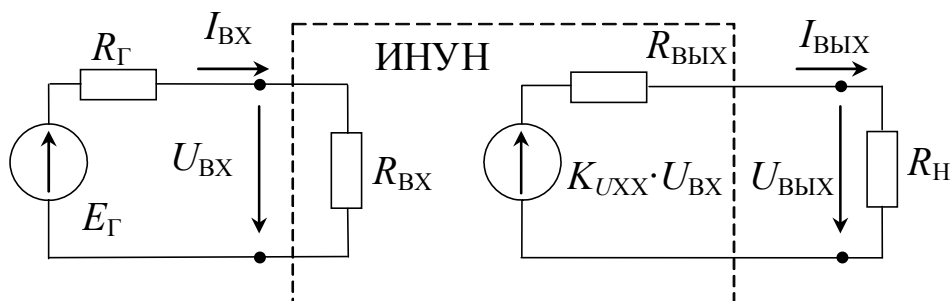 I_ВХ
I_ВЫХ
R_Г
ИНУН
R_ВЫХ
U_ВХ
R_ВХ
K_UХХ·U_ВХ
U_ВЫХ
R_Н
E_Г